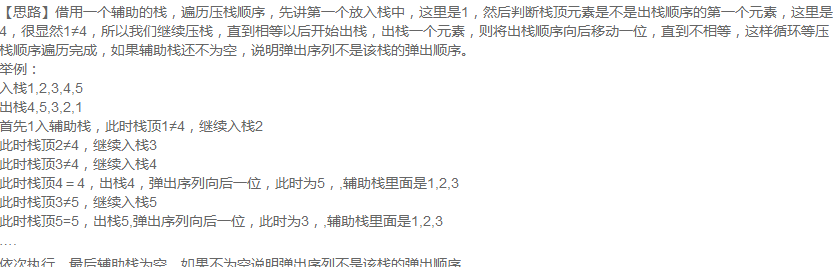 【思路】借用一个辅助的栈，遍历压栈顺序，先讲第一个放入栈中，这里是1，然后判断栈顶元素是不是出栈顺序的第一个元素，这里是
4，很显然1≠4，所以我们继续压栈，直到相等以后开始出栈，出栈一个元素，则将出栈顺序向后移动一位，直到不相等，这样循环等压
栈顺序遍历完成，如果辅助栈还不为空，说明弹出序列不是该栈的弹出顺序。
举例：
入栈1,2,3,4,5
出栈4,5,3,2,1
首先1入辅助栈，此时栈顶1≠4，继续入栈2
此时栈顶2≠4，继续入栈3
此时栈顶3≠4，继续入栈4
此时栈顶4＝4，出栈4，弹出序列向后一位，此时为5，,辅助栈里面是1,2,3
此时栈顶3≠5，继续入栈5
此时栈顶5=5，出栈5,弹出序列向后一位，此时为3，,辅助栈里面是1,2,3
….
依次执行，最后辅助栈为空。如果不为空说明弹出序列不是该栈的弹出顺序。